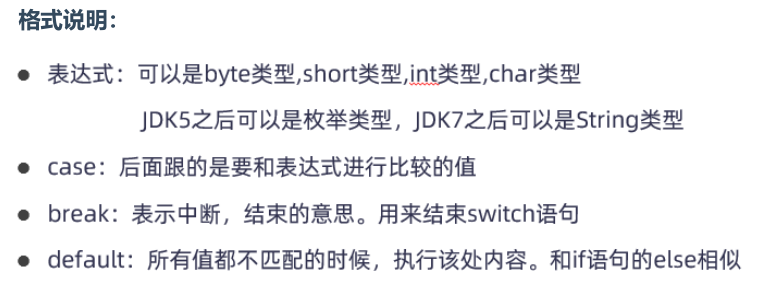 格式说明：
● 表达式：可以是byte类型,short类型,int类型,char类型
JDK5之后可以是枚举类型，JDK7之后可以是String类型
● case：后面跟的是要和表达式进行比较的值
● break：表示中断，结束的意思。用来结束switch语句
● default：所有值都不匹配的时候，执行该处内容。和if语句的else相似